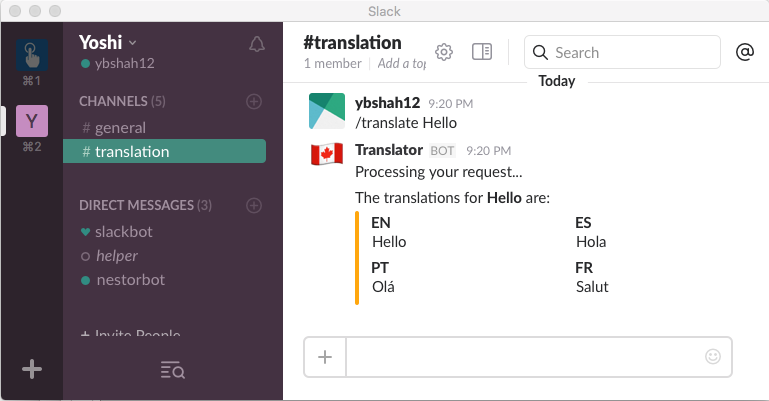 Slack
⌘1
Y
⌘2
Yoshi
ybshah12
CHANNELS (5)
# general
# translation
DIRECT MESSAGES (3)
slackbot
helper
nestorbot
+ Invite People
#translation
1 member | Add a top
Search
Today
ybshah12 9:20 PM
/translate Hello
Translator BOT 9:20 PM
Processing your request...
The translations for Hello are:
EN ES
Hello Hola
PT FR
Olá Salut